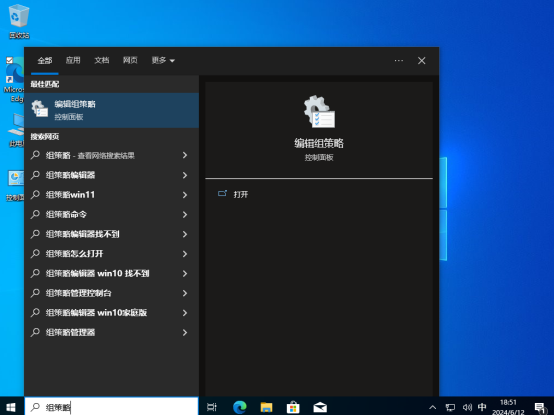 回收站
Micros
Edg
此电
控制面
全部 应用 文档 网页 更多
最佳匹配
编辑组策略
控制面板
搜索网页
组策略 - 查看网络搜索结果
组策略编辑器
组策略win11
组策略命令
组策略编辑器找不到
组策略怎么打开
组策略编辑器 win10 找不到
组策略管理控制台
组策略编辑器 win10家庭版
组策略管理器
编辑组策略
控制面板
打开
组策略
中
18:51
2024/6/12